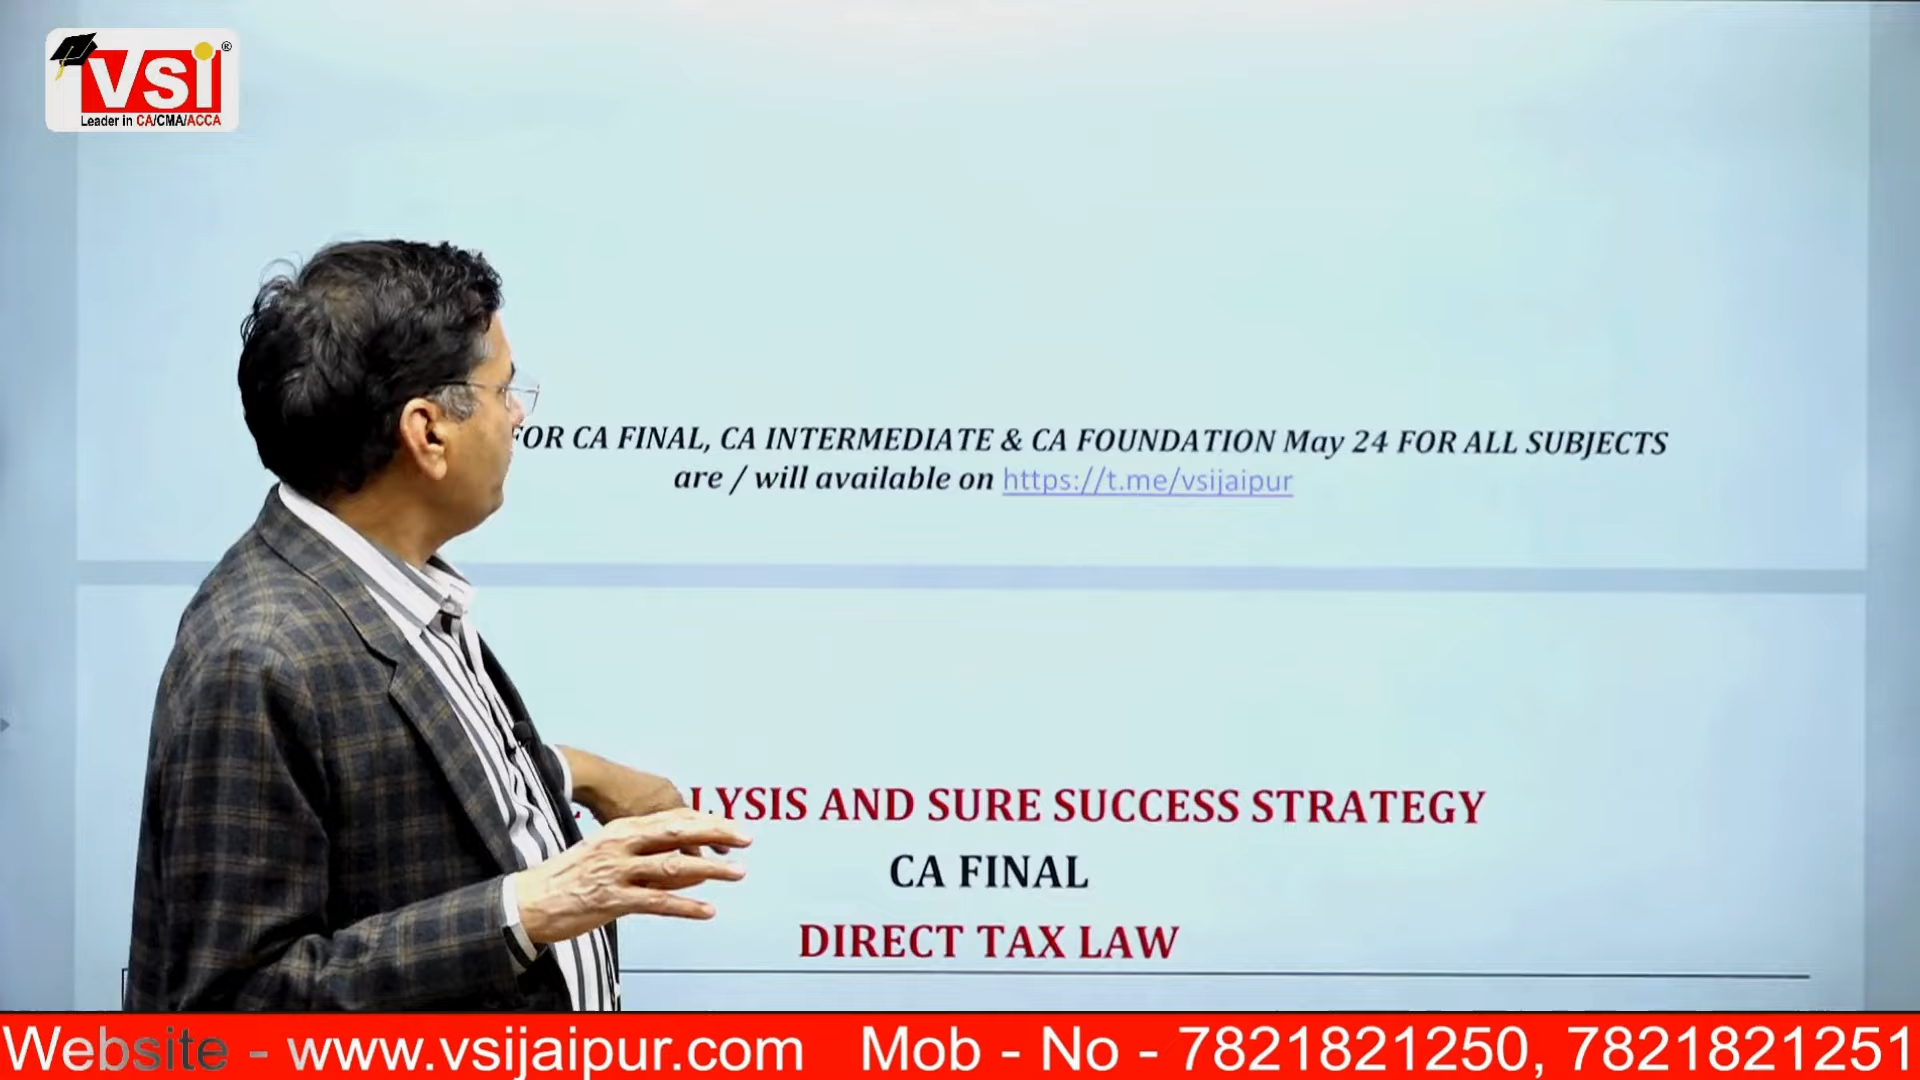 vsi®
Leader in CA/CMA/ACCA
FOR CA FINAL, CA INTERMEDIATE & CA FOUNDATION May 24 FOR ALL SUBJECTS
are / will available on https://t.me/vsijaipur
LYSIS AND SURE SUCCESS STRATEGY
CA FINAL
DIRECT TAX LAW
Website - www.vsijaipur.com Mob - No - 7821821250, 7821821251